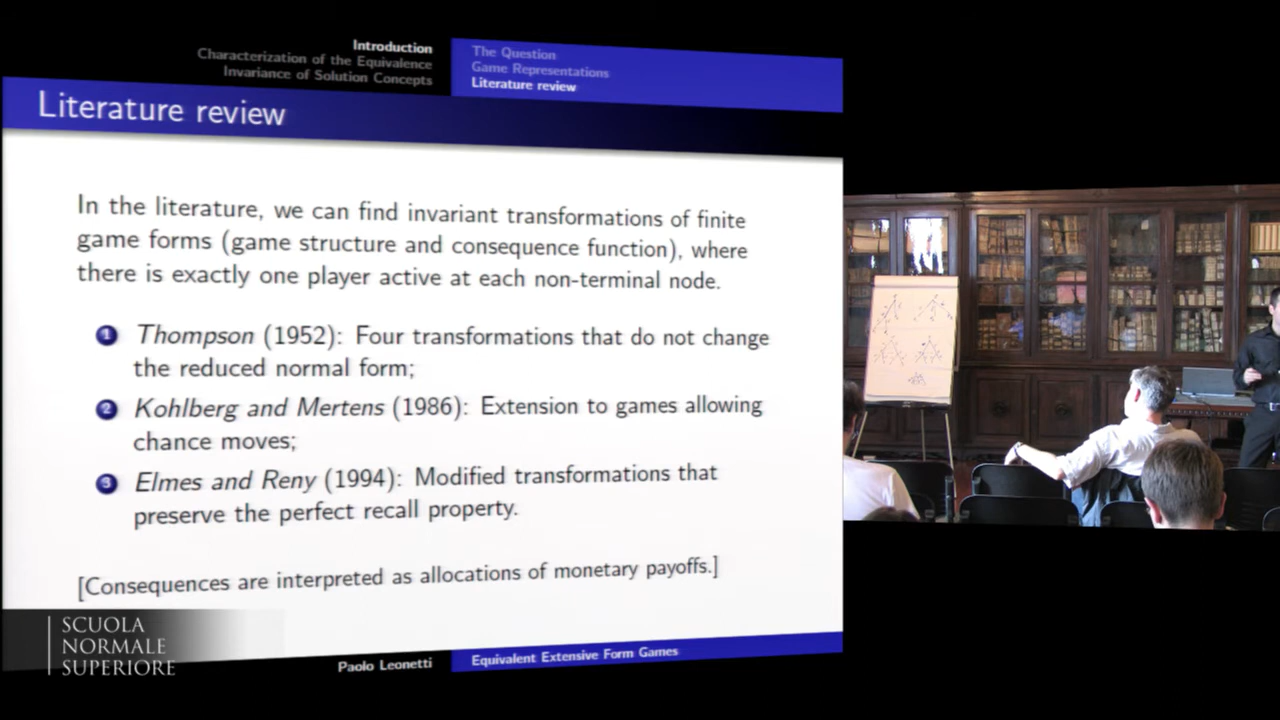 Introduction
Characterization of the Equivalence
Invariance of Solution Concepts
The Question
Game Representations
Literature review
Literature review
In the literature, we can find invariant transformations of finite
game forms (game structure and consequence function), where
there is exactly one player active at each non-terminal node.
1 Thompson (1952): Four transformations that do not change
the reduced normal form;
2 Kohlberg and Mertens (1986): Extension to games allowing
chance moves;
3 Elmes and Reny (1994): Modified transformations that
preserve the perfect recall property.
[Consequences are interpreted as allocations of monetary payoffs.]
SCUOLA
NORMALE
SUPERIORE
Paolo Leonetti
Equivalent Extensive Form Games